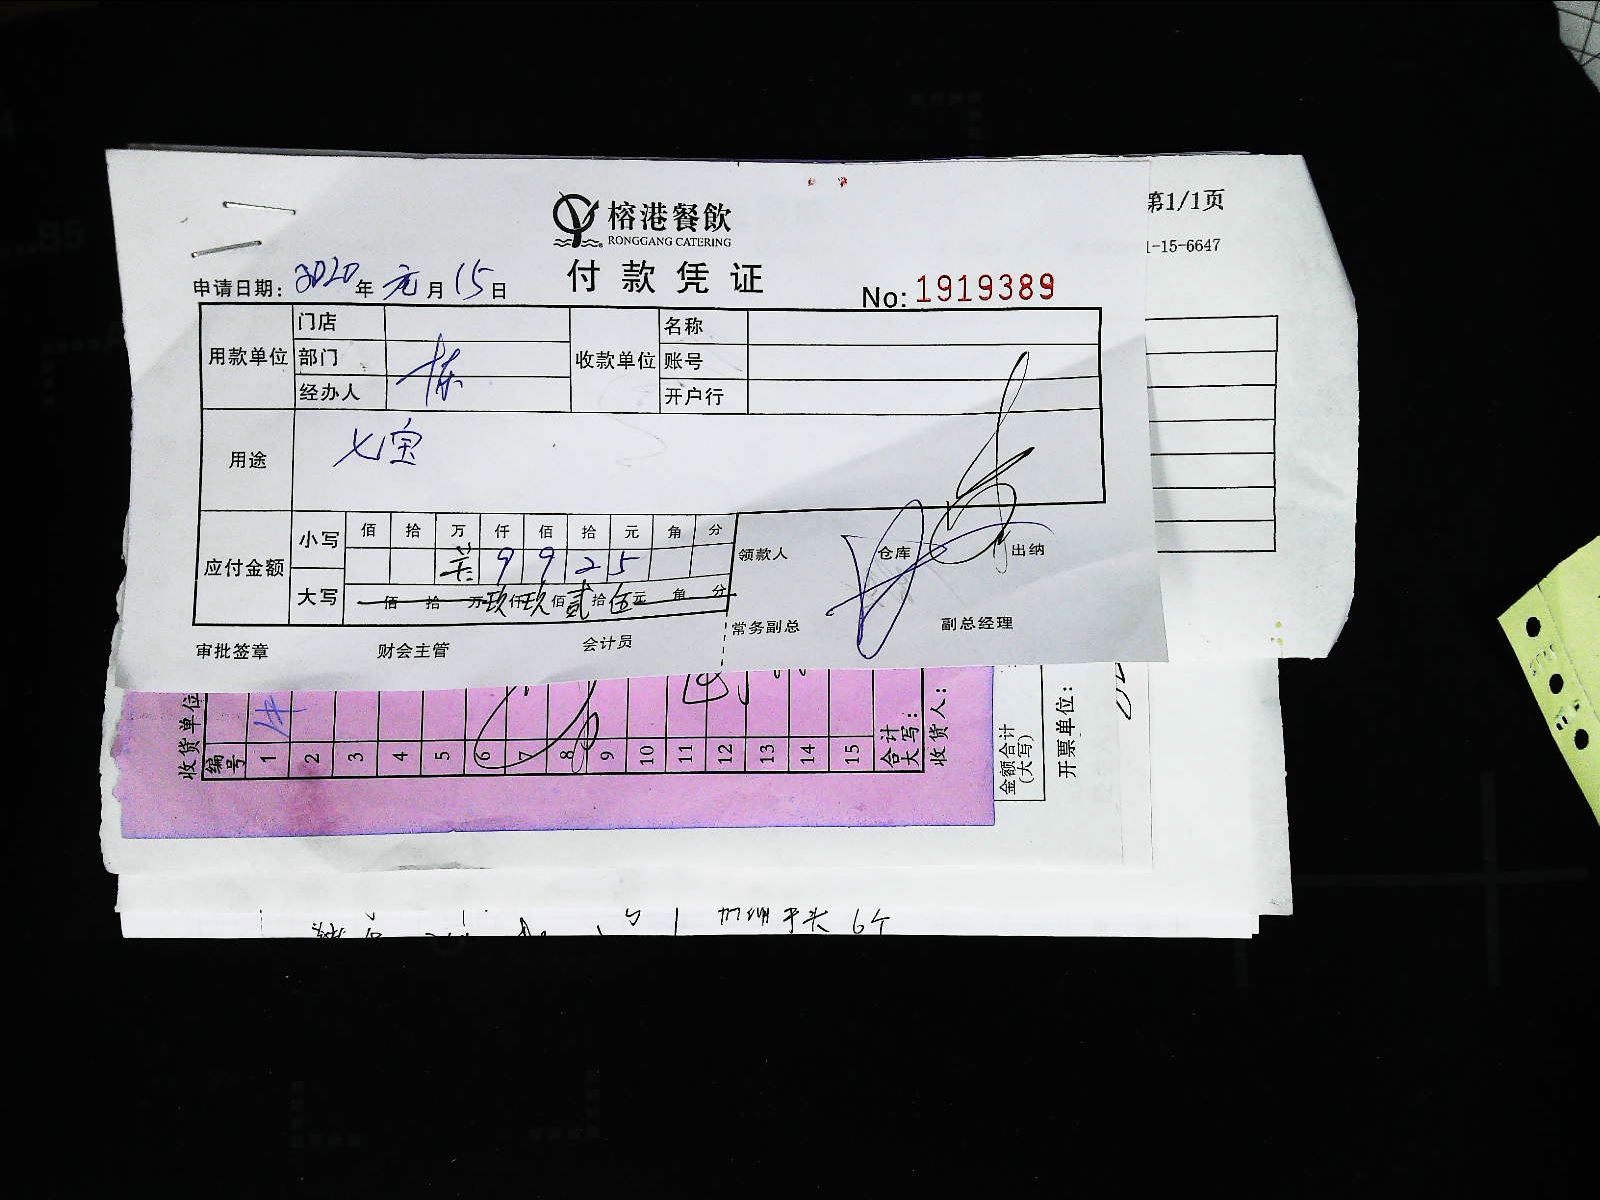 榕港餐飲
RONGGANG CATERING
付款凭证
申请日期: 2020年元月15日
No: 1919389
用款单位 门店 收款单位 名称
部门 账号
经办人 开户行
用途 七宝
应付金额 小写 佰 拾 万 仟 佰 拾 元 角 分
9 9 2 5
大写 佰 拾 万玖仟玖佰贰拾伍元 角 分
领款人 仓库 出纳
常务副总 副总经理
审批签章 财会主管 会计员
第1/1页
1-15-6647
收货单位
编号 1 2 3 4 5 6 7 8 9 10 11 12 13 14 15
合计大写:
收货人:
金额合计
(大写)
开票单位:
6个